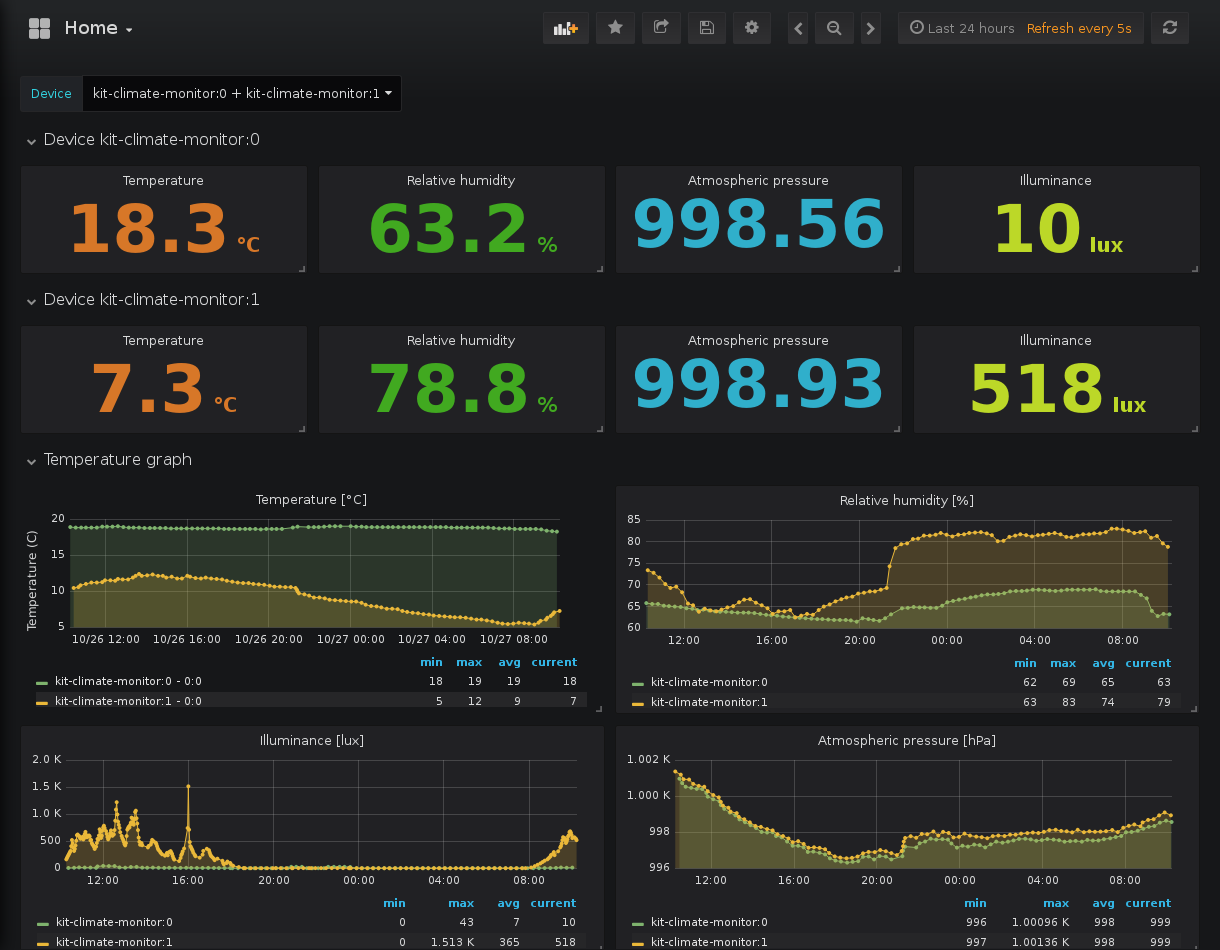 Home
Last 24 hours Refresh every 5s
Device kit-climate-monitor:0 + kit-climate-monitor:1
Device kit-climate-monitor:0
Temperature Relative humidity Atmospheric pressure Illuminance
18.3 °C 63.2 % 998.56 10 lux
Device kit-climate-monitor:1
Temperature Relative humidity Atmospheric pressure Illuminance
7.3 °C 78.8 % 998.93 518 lux
Temperature graph
Temperature [°C]
Temperature (C)
20
15
10
5
10/26 12:00 10/26 16:00 10/26 20:00 10/27 00:00 10/27 04:00 10/27 08:00
min max avg current
kit-climate-monitor:0 - 0:0 18 19 19 18
kit-climate-monitor:1 - 0:0 5 12 9 7
Relative humidity [%]
85
80
75
70
65
60
12:00 16:00 20:00 00:00 04:00 08:00
min max avg current
kit-climate-monitor:0 62 69 65 63
kit-climate-monitor:1 63 83 74 79
Illuminance [lux]
2.0 K
1.5 K
1.0 K
500
0
12:00 16:00 20:00 00:00 04:00 08:00
min max avg current
kit-climate-monitor:0 0 43 7 10
kit-climate-monitor:1 0 1.513 K 365 518
Atmospheric pressure [hPa]
1.002 K
1.000 K
998
996
12:00 16:00 20:00 00:00 04:00 08:00
min max avg current
kit-climate-monitor:0 996 1.00096 K 998 999
kit-climate-monitor:1 997 1.00136 K 998 999